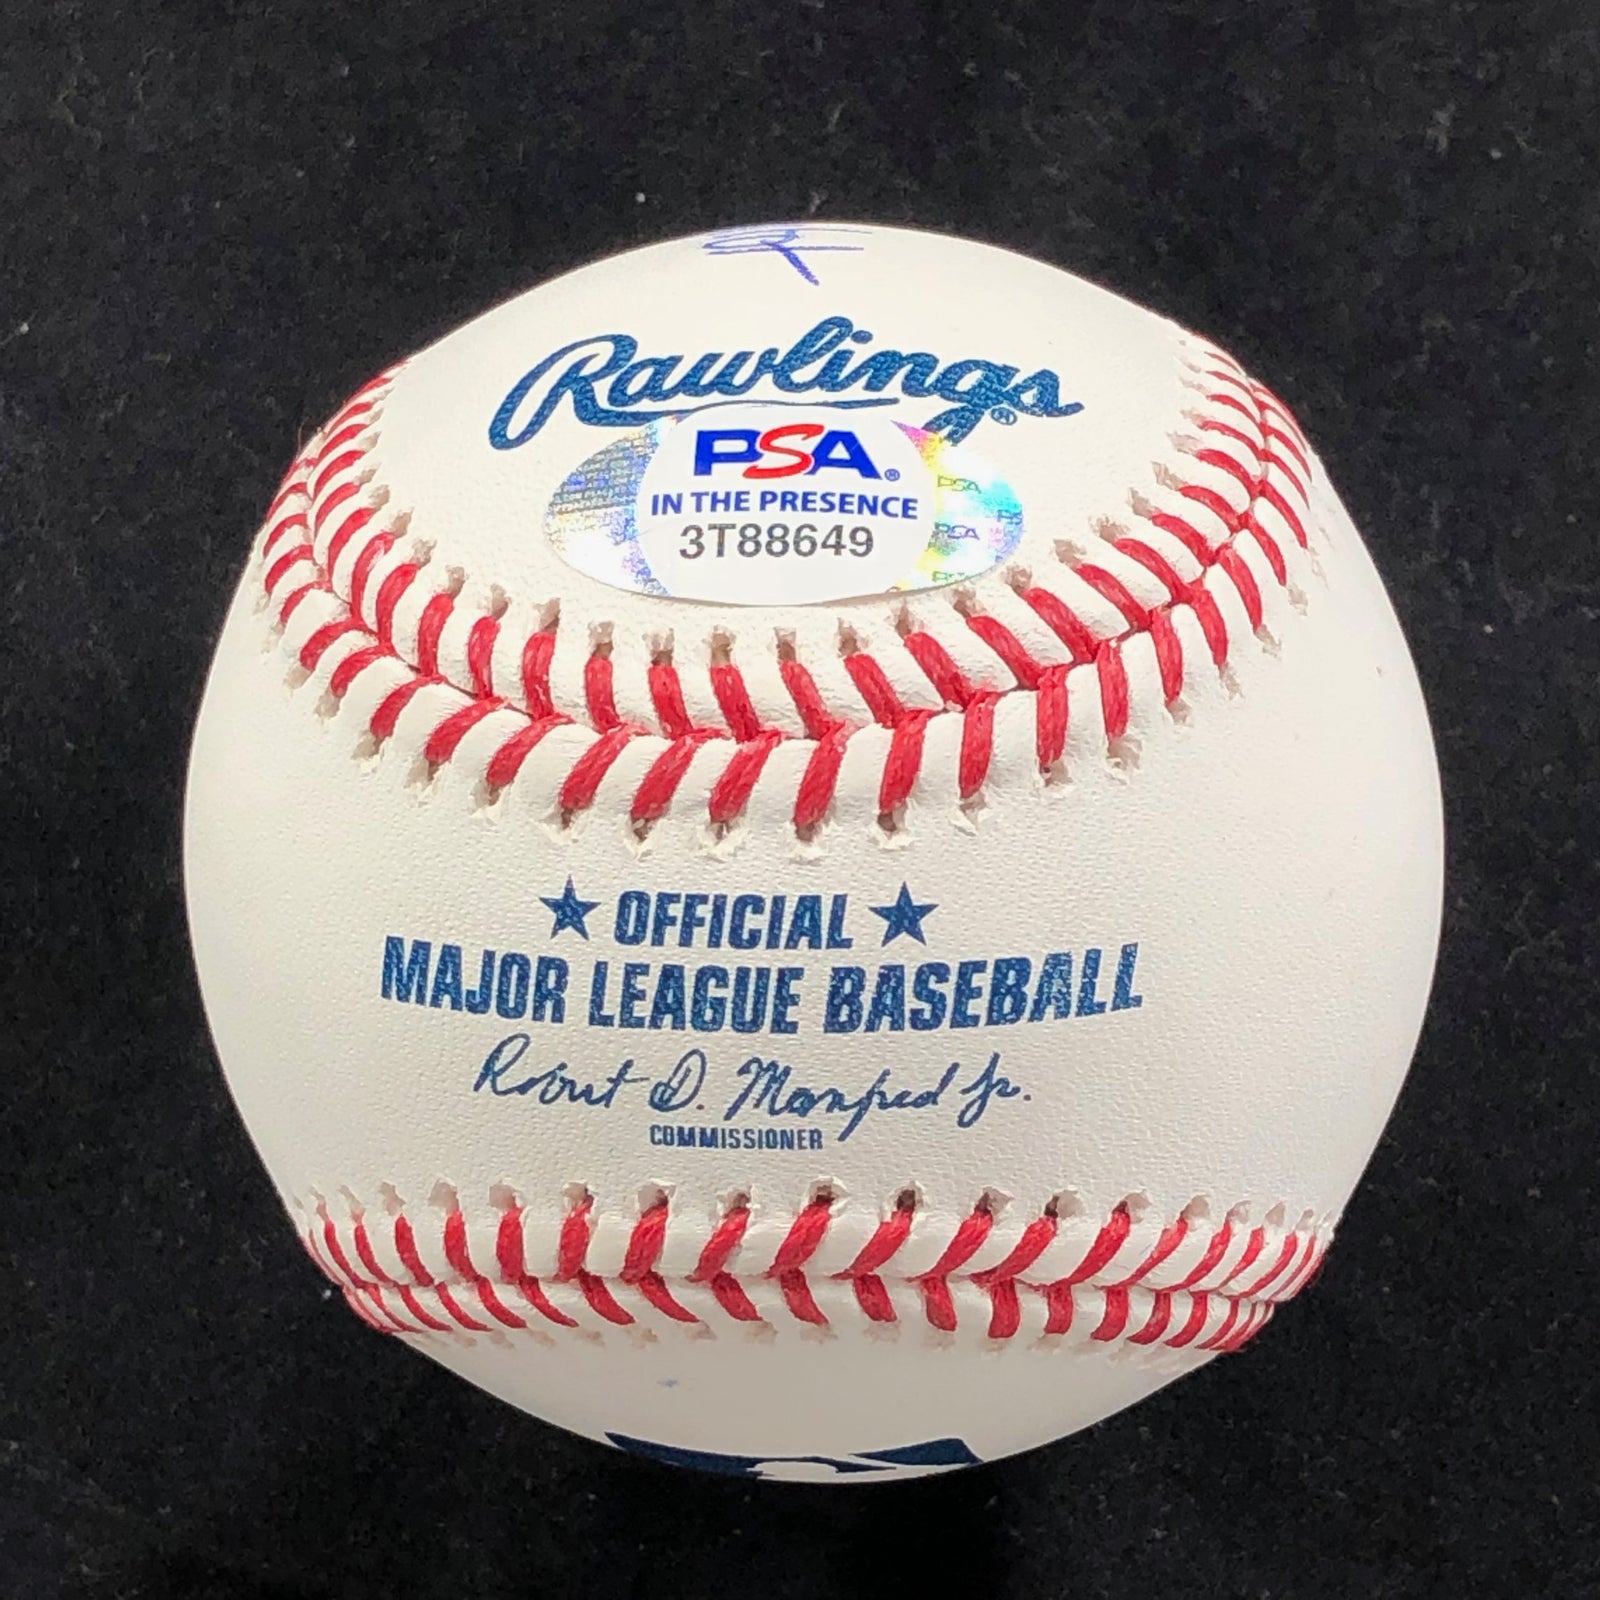 Rawlings®
PSA®
IN THE PRESENCE
3T88649
★ OFFICIAL ★
MAJOR LEAGUE BASEBALL
Robert D. Manfred Jr.
COMMISSIONER